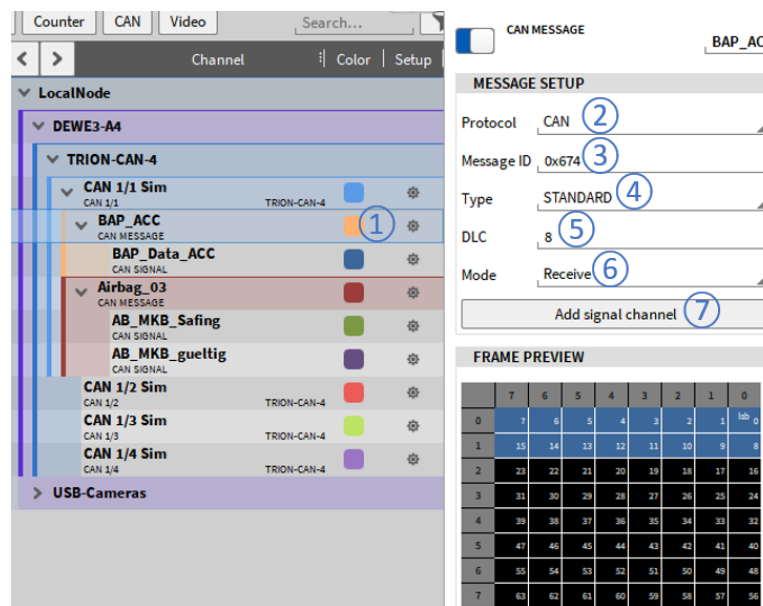 Counter CAN Video Search...
Channel Color Setup
LocalNode
DEWE3-A4
TRION-CAN-4
CAN 1/1 Sim
CAN 1/1 TRION-CAN-4
BAP_ACC 1
CAN MESSAGE
BAP_Data_ACC
CAN SIGNAL
Airbag_03
CAN MESSAGE
AB_MKB_Safing
CAN SIGNAL
AB_MKB_gueltig
CAN SIGNAL
CAN 1/2 Sim
CAN 1/2 TRION-CAN-4
CAN 1/3 Sim
CAN 1/3 TRION-CAN-4
CAN 1/4 Sim
CAN 1/4 TRION-CAN-4
USB-Cameras
CAN MESSAGE
BAP_AC
MESSAGE SETUP
Protocol CAN 2
Message ID 0x674 3
Type STANDARD 4
DLC 8 5
Mode Receive 6
Add signal channel 7
FRAME PREVIEW
7 6 5 4 3 2 1 0
0 7 6 5 4 3 2 1 lsb 0
1 15 14 13 12 11 10 9 8
2 23 22 21 20 19 18 17 16
3 31 30 29 28 27 26 25 24
4 39 38 37 36 35 34 33 32
5 47 46 45 44 43 42 41 40
6 55 54 53 52 51 50 49 48
7 63 62 61 60 59 58 57 56